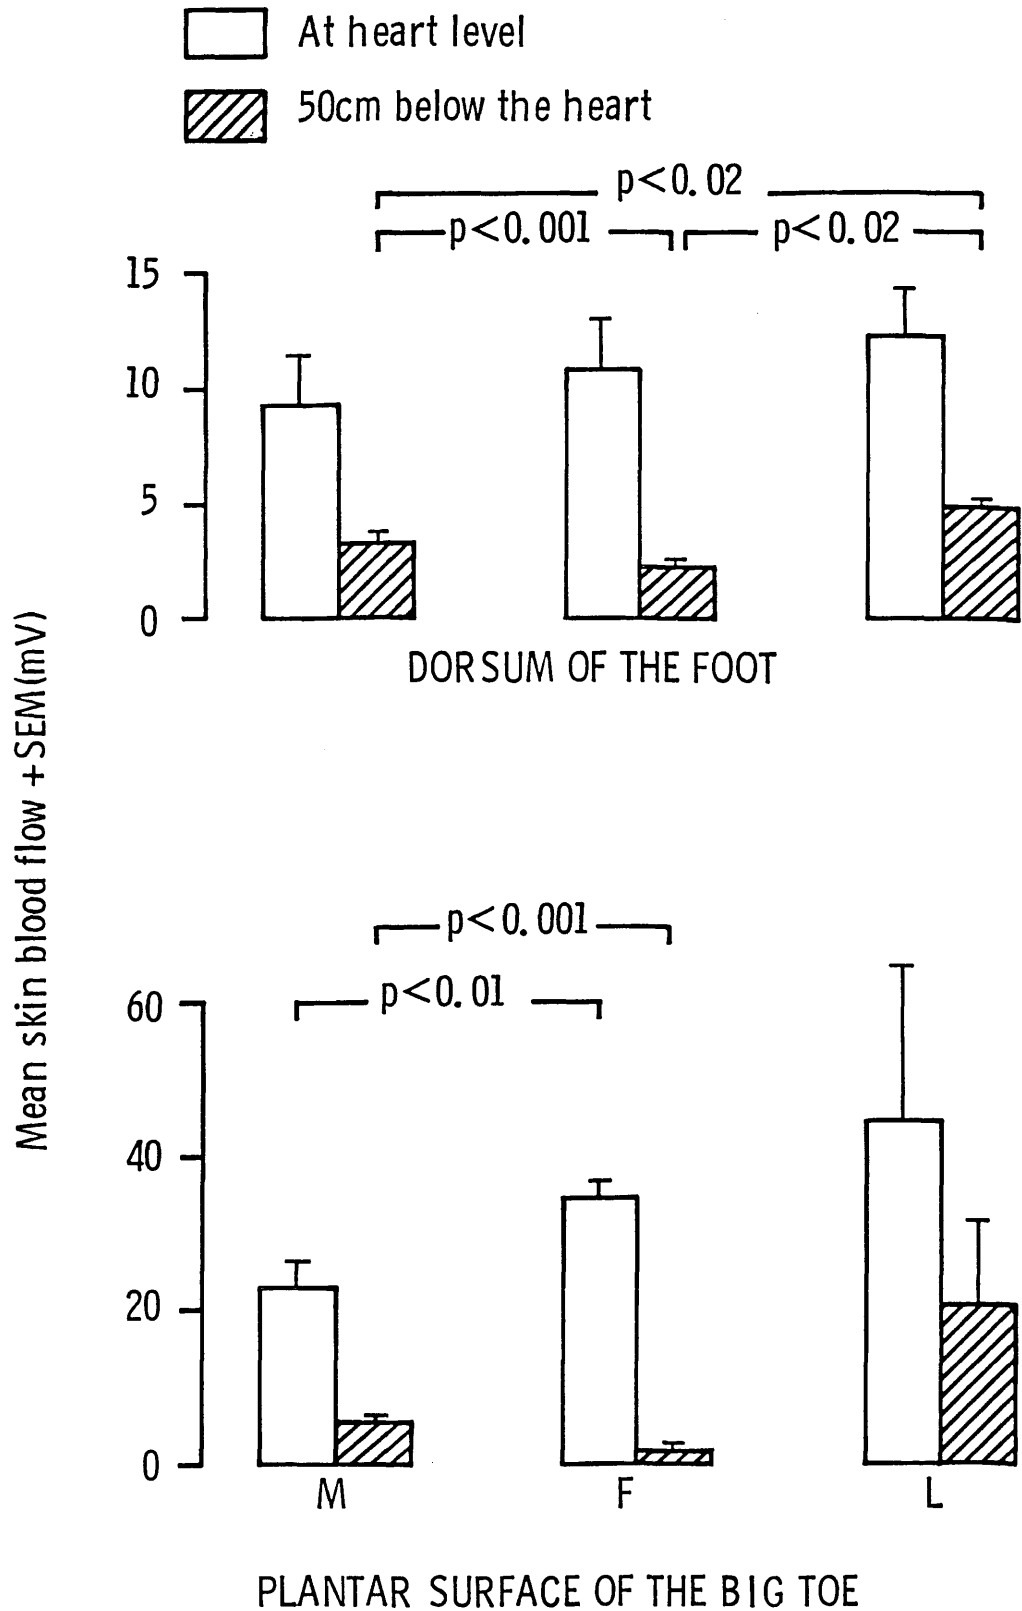 At heart level
50cm below the heart
p<0.02
p<0.001 p<0.02
15
10
5
0
DORSUM OF THE FOOT
Mean skin blood flow +SEM(mV)
p<0.001
p<0.01
60
40
20
0
M F L
PLANTAR SURFACE OF THE BIG TOE